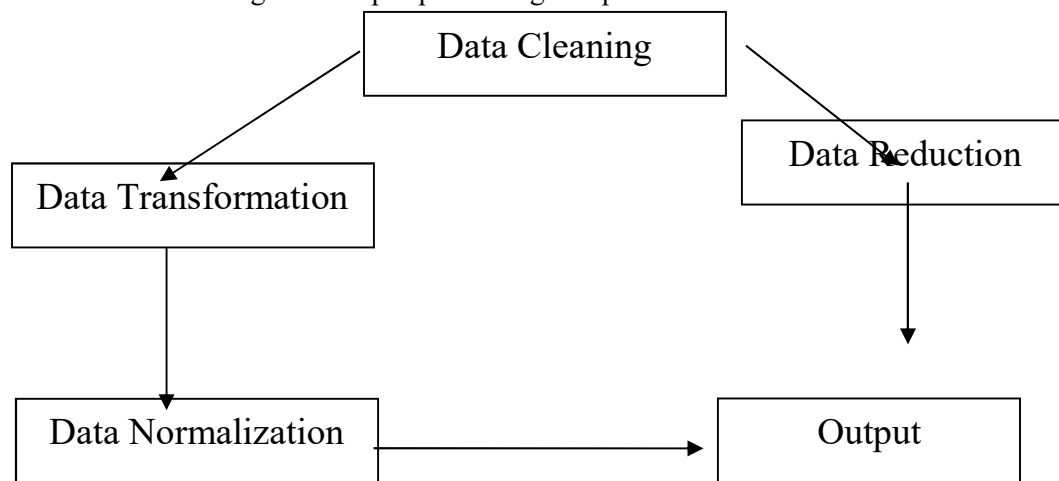 Data Cleaning
Data Reduction
Data Transformation
Data Normalization
Output